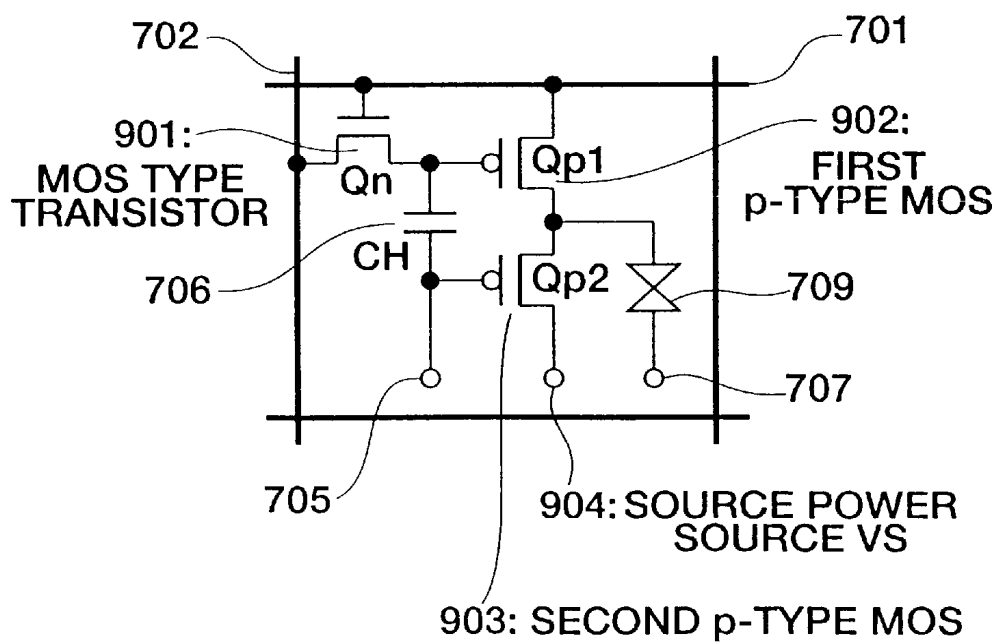 702
701
901:
MOS TYPE
TRANSISTOR
Qn
Qp1
902:
FIRST
p-TYPE MOS
706
CH
Qp2
709
705
707
904: SOURCE POWER
SOURCE VS
903: SECOND p-TYPE MOS